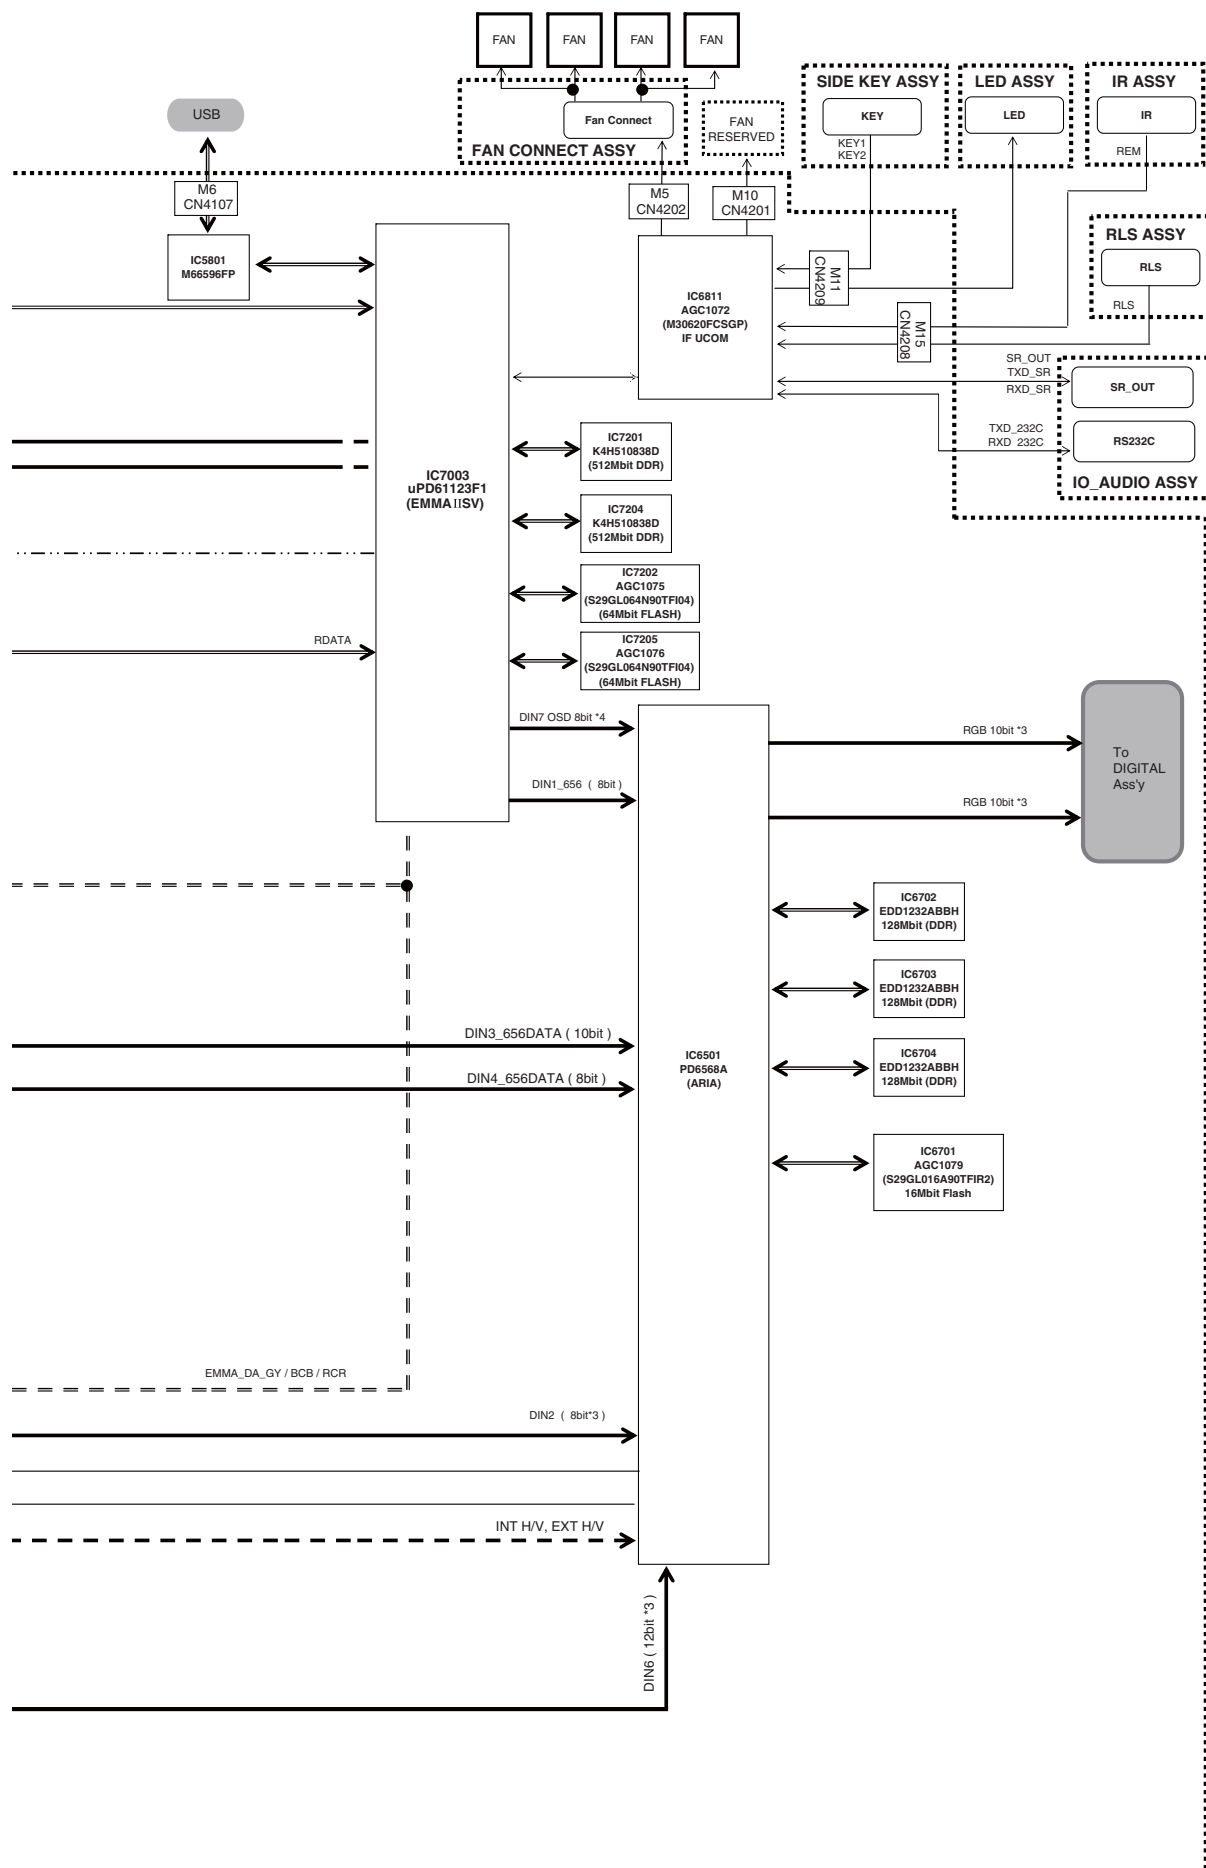 FAN
FAN
FAN
FAN
Fan Connect
FAN CONNECT ASSY
FAN
RESERVED
SIDE KEY ASSY
KEY
KEY1
KEY2
LED ASSY
LED
IR ASSY
IR
REM
USB
M6
CN4107
M5
CN4202
M10
CN4201
RLS ASSY
RLS
RLS
IC5801
M66596FP
IC6811
AGC1072
(M30620FCSGP)
IF UCOM
M11
CN4209
M15
CN4208
SR_OUT
TXD_SR
RXD_SR
SR_OUT
TXD_232C
RXD_232C
RS232C
IO_AUDIO ASSY
IC7003
uPD61123F1
(EMMAIISV)
IC7201
K4H510838D
(512Mbit DDR)
IC7204
K4H510838D
(512Mbit DDR)
IC7202
AGC1075
(S29GL064N90TFI04)
(64Mbit FLASH)
IC7205
AGC1076
(S29GL064N90TFI04)
(64Mbit FLASH)
RDATA
DIN7 OSD 8bit *4
DIN1_656 ( 8bit )
RGB 10bit *3
RGB 10bit *3
To
DIGITAL
Ass'y
IC6702
EDD1232ABBH
128Mbit (DDR)
IC6703
EDD1232ABBH
128Mbit (DDR)
IC6704
EDD1232ABBH
128Mbit (DDR)
IC6701
AGC1079
(S29GL016A90TFIR2)
16Mbit Flash
DIN3_656DATA ( 10bit )
DIN4_656DATA ( 8bit )
IC6501
PD6568A
(ARIA)
EMMA_DA_GY / BCB / RCR
DIN2 ( 8bit*3 )
INT H/V, EXT H/V
DIN6 ( 12bit *3 )